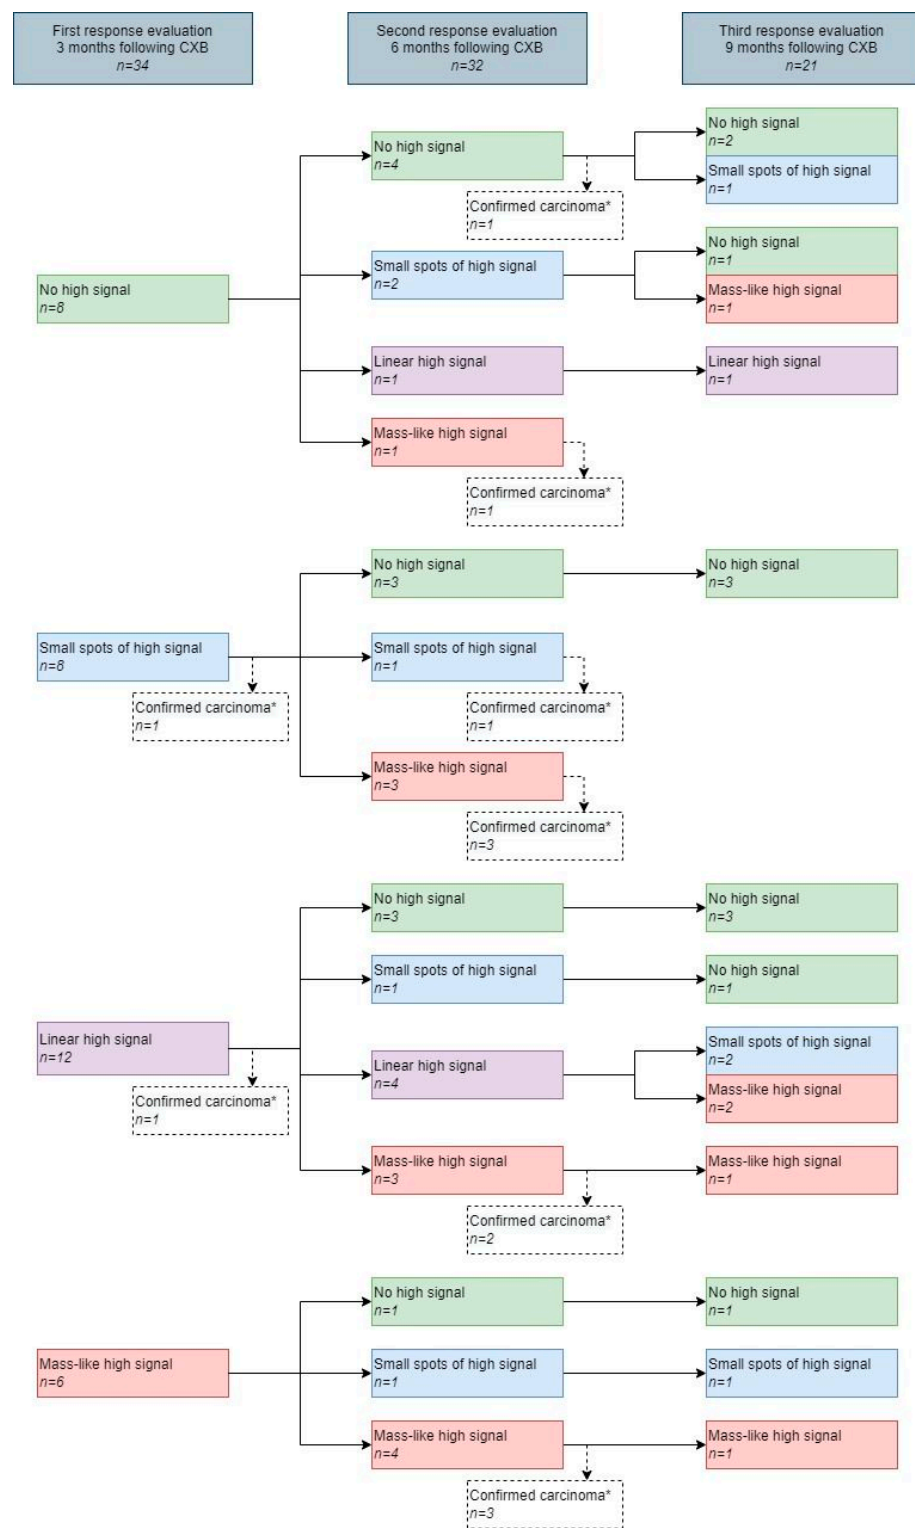 First response evaluation
3 months following CXB
n=34
Second response evaluation
6 months following CXB
n=32
Third response evaluation
9 months following CXB
n=21
No high signal
n=8
No high signal
n=4
Confirmed carcinoma*
n=1
No high signal
n=2
Small spots of high signal
n=1
Small spots of high signal
n=2
No high signal
n=1
Mass-like high signal
n=1
Linear high signal
n=1
Linear high signal
n=1
Mass-like high signal
n=1
Confirmed carcinoma*
n=1
Small spots of high signal
n=8
Confirmed carcinoma*
n=1
No high signal
n=3
No high signal
n=3
Small spots of high signal
n=1
Confirmed carcinoma*
n=1
Mass-like high signal
n=3
Confirmed carcinoma*
n=3
Linear high signal
n=12
Confirmed carcinoma*
n=1
No high signal
n=3
No high signal
n=3
Small spots of high signal
n=1
No high signal
n=1
Linear high signal
n=4
Small spots of high signal
n=2
Mass-like high signal
n=2
Mass-like high signal
n=3
Confirmed carcinoma*
n=2
Mass-like high signal
n=1
Mass-like high signal
n=6
No high signal
n=1
No high signal
n=1
Small spots of high signal
n=1
Small spots of high signal
n=1
Mass-like high signal
n=4
Confirmed carcinoma*
n=3
Mass-like high signal
n=1